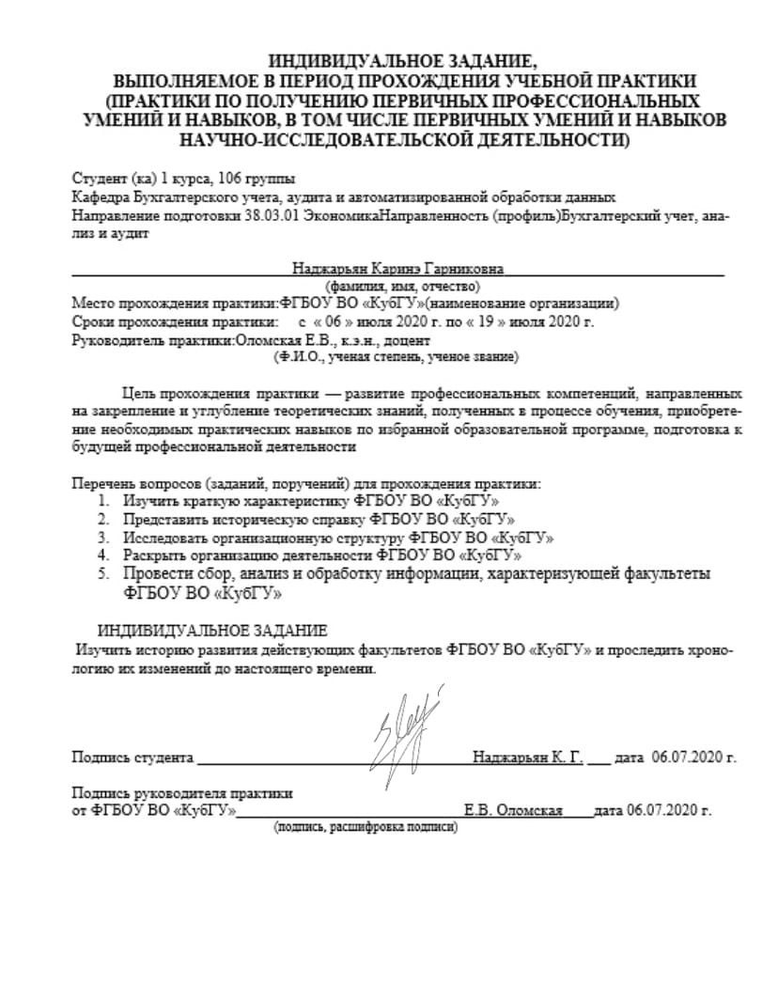 ИНДИВИДУАЛЬНОЕ ЗАДАНИЕ,
ВЫПОЛНЯЕМОЕ В ПЕРИОД ПРОХОЖДЕНИЯ УЧЕБНОЙ ПРАКТИКИ
(ПРАКТИКИ ПО ПОЛУЧЕНИЮ ПЕРВИЧНЫХ ПРОФЕССИОНАЛЬНЫХ
УМЕНИЙ И НАВЫКОВ, В ТОМ ЧИСЛЕ ПЕРВИЧНЫХ УМЕНИЙ И НАВЫКОВ
НАУЧНО-ИССЛЕДОВАТЕЛЬСКОЙ ДЕЯТЕЛЬНОСТИ)
Студент (ка) 1 курса, 106 группы
Кафедра Бухгалтерского учета, аудита и автоматизированной обработки данных
Направление подготовки 38.03.01 ЭкономикаНаправленность (профиль)Бухгалтерский учет, ана-
лиз и аудит
Наджарьян Каринэ Гарниковна
(фамилия, имя, отчество)
Место прохождения практики:ФГБОУ ВО «КубГУ»(наименование организации)
Сроки прохождения практики: с « 06 » июля 2020 г. по « 19 » июля 2020 г.
Руководитель практики:Оломская Е.В., к.э.н., доцент
(Ф.И.О., ученая степень, ученое звание)
Цель прохождения практики — развитие профессиональных компетенций, направленных
на закрепление и углубление теоретических знаний, полученных в процессе обучения, приобрете-
ние необходимых практических навыков по избранной образовательной программе, подготовка к
будущей профессиональной деятельности
Перечень вопросов (заданий, поручений) для прохождения практики:
1. Изучить краткую характеристику ФГБОУ ВО «КубГУ»
2. Представить историческую справку ФГБОУ ВО «КубГУ»
3. Исследовать организационную структуру ФГБОУ ВО «КубГУ»
4. Раскрыть организацию деятельности ФГБОУ ВО «КубГУ»
5. Провести сбор, анализ и обработку информации, характеризующей факультеты
ФГБОУ ВО «КубГУ»
ИНДИВИДУАЛЬНОЕ ЗАДАНИЕ
Изучить историю развития действующих факультетов ФГБОУ ВО «КубГУ» и проследить хроно-
логию их изменений до настоящего времени.
Подпись студента Наджарьян К. Г. дата 06.07.2020 г.
Подпись руководителя практики
от ФГБОУ ВО «КубГУ» Е.В. Оломская дата 06.07.2020 г.
(подпись, расшифровка подписи)